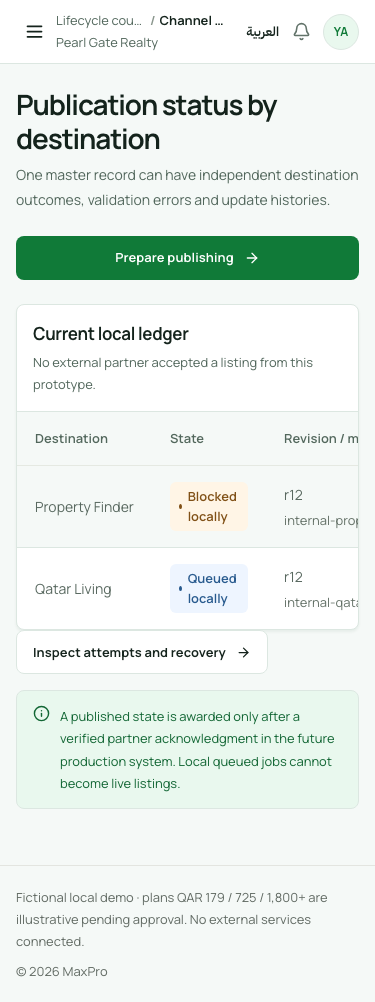 Lifecycle cou... / Channel ...
Pearl Gate Realty
العربية
YA
Publication status by
destination
One master record can have independent destination
outcomes, validation errors and update histories.
Prepare publishing →
Current local ledger
No external partner accepted a listing from this
prototype.
Destination State Revision / m
Property Finder
Blocked
locally
r12
internal-prop
Qatar Living
Queued
locally
r12
internal-qata
Inspect attempts and recovery →
A published state is awarded only after a
verified partner acknowledgment in the future
production system. Local queued jobs cannot
become live listings.
Fictional local demo · plans QAR 179 / 725 / 1,800+ are
illustrative pending approval. No external services
connected.
© 2026 MaxPro